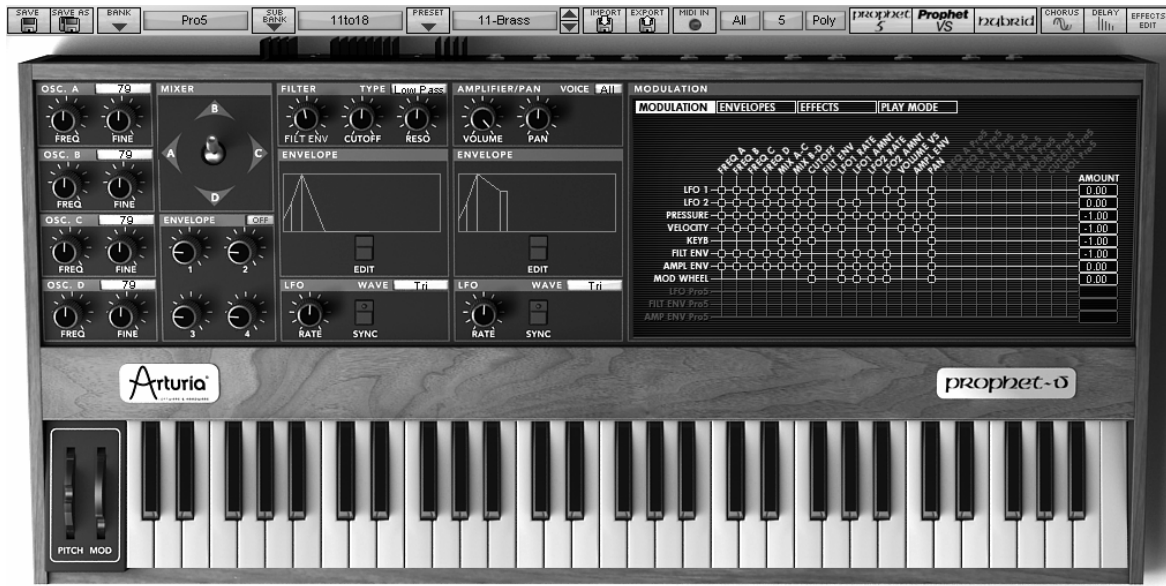 SAVE SAVE AS BANK Pro5 SUB BANK 11to18 PRESET 11-Brass IMPORT EXPORT MIDI IN All 5 Poly prophet 5 Prophet VS hybrid CHORUS DELAY EFFECTS EDIT
OSC. A 79 MIXER FILTER TYPE Low Pass AMPLIFIER/PAN VOICE All MODULATION
MODULATION ENVELOPES EFFECTS PLAY MODE
B
FREQ FINE FILT ENV CUTOFF RESO VOLUME PAN
OSC. B 79 A C ENVELOPE ENVELOPE
FREQ A FREQ B FREQ C FREQ D MIX A-C MIX B-D CUTOFF FILT ENV LFO1 RATE LFO1 AMNT LFO2 RATE LFO2 AMNT VOLUME VS AMPL ENV PAN
AMOUNT
LFO 1 0.00
D
LFO 2 0.00
FREQ FINE
PRESSURE -1.00
OSC. C 79 ENVELOPE OFF
VELOCITY -1.00
KEYB -1.00
FILT ENV -1.00
FREQ FINE 1 2 EDIT EDIT
AMPL ENV 0.00
MOD WHEEL 0.00
OSC. D 79 LFO WAVE Tri LFO WAVE Tri
LFO Pro5
FILT ENV Pro5
AMP ENV Pro5
FREQ FINE 3 4 RATE SYNC RATE SYNC
Arturia
prophet-v
PITCH MOD